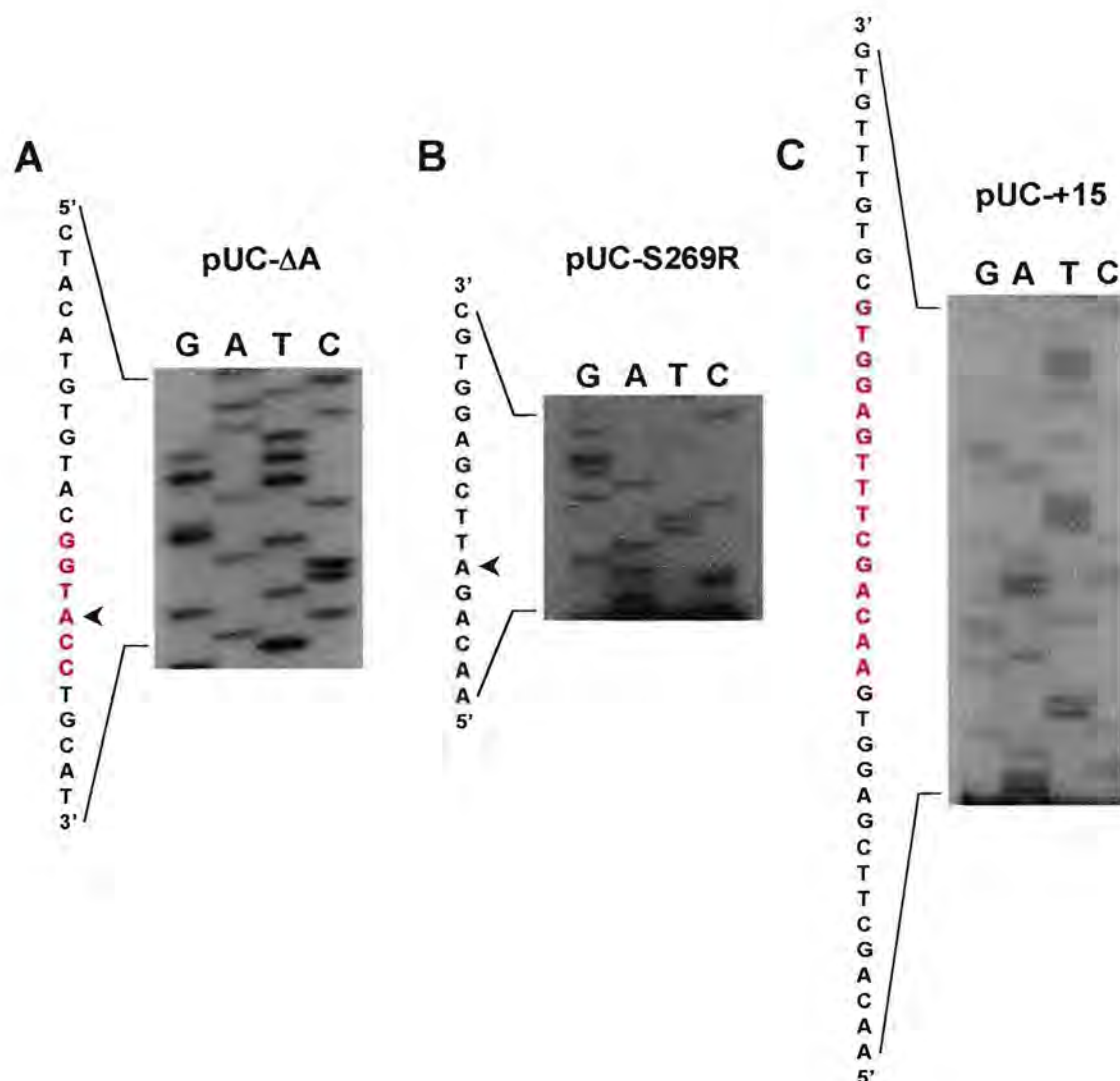 A
5' C T A C A T G T G T A C G G T A C C T G C A T 3'
pUC-ΔA
G A T C
B
3' C G T G G A G C T T A G A C A A 5'
pUC-S269R
G A T C
C
3' G T G T T T G T G C G T G G A G T T T C G A C A A G T G G A G C T T C G A C A A 5'
pUC-+15
G A T C